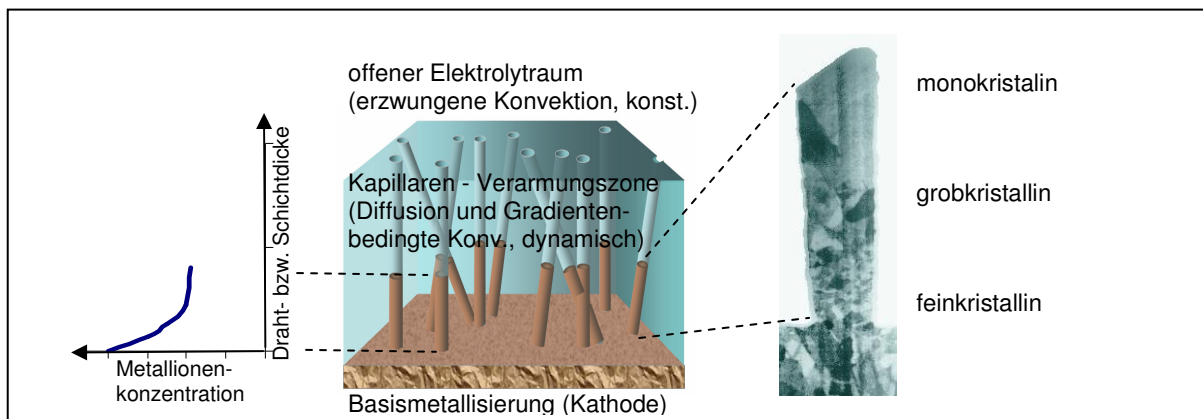 offener Elektrolytraum
(erzwungene Konvektion, konst.)
Kapillaren - Verarmungszone
(Diffusion und Gradienten-
bedingte Konv., dynamisch)
Draht- bzw. Schichtdicke
Metallionen-
konzentration
Basismetallisierung (Kathode)
monokristalin
grobkristallin
feinkristallin